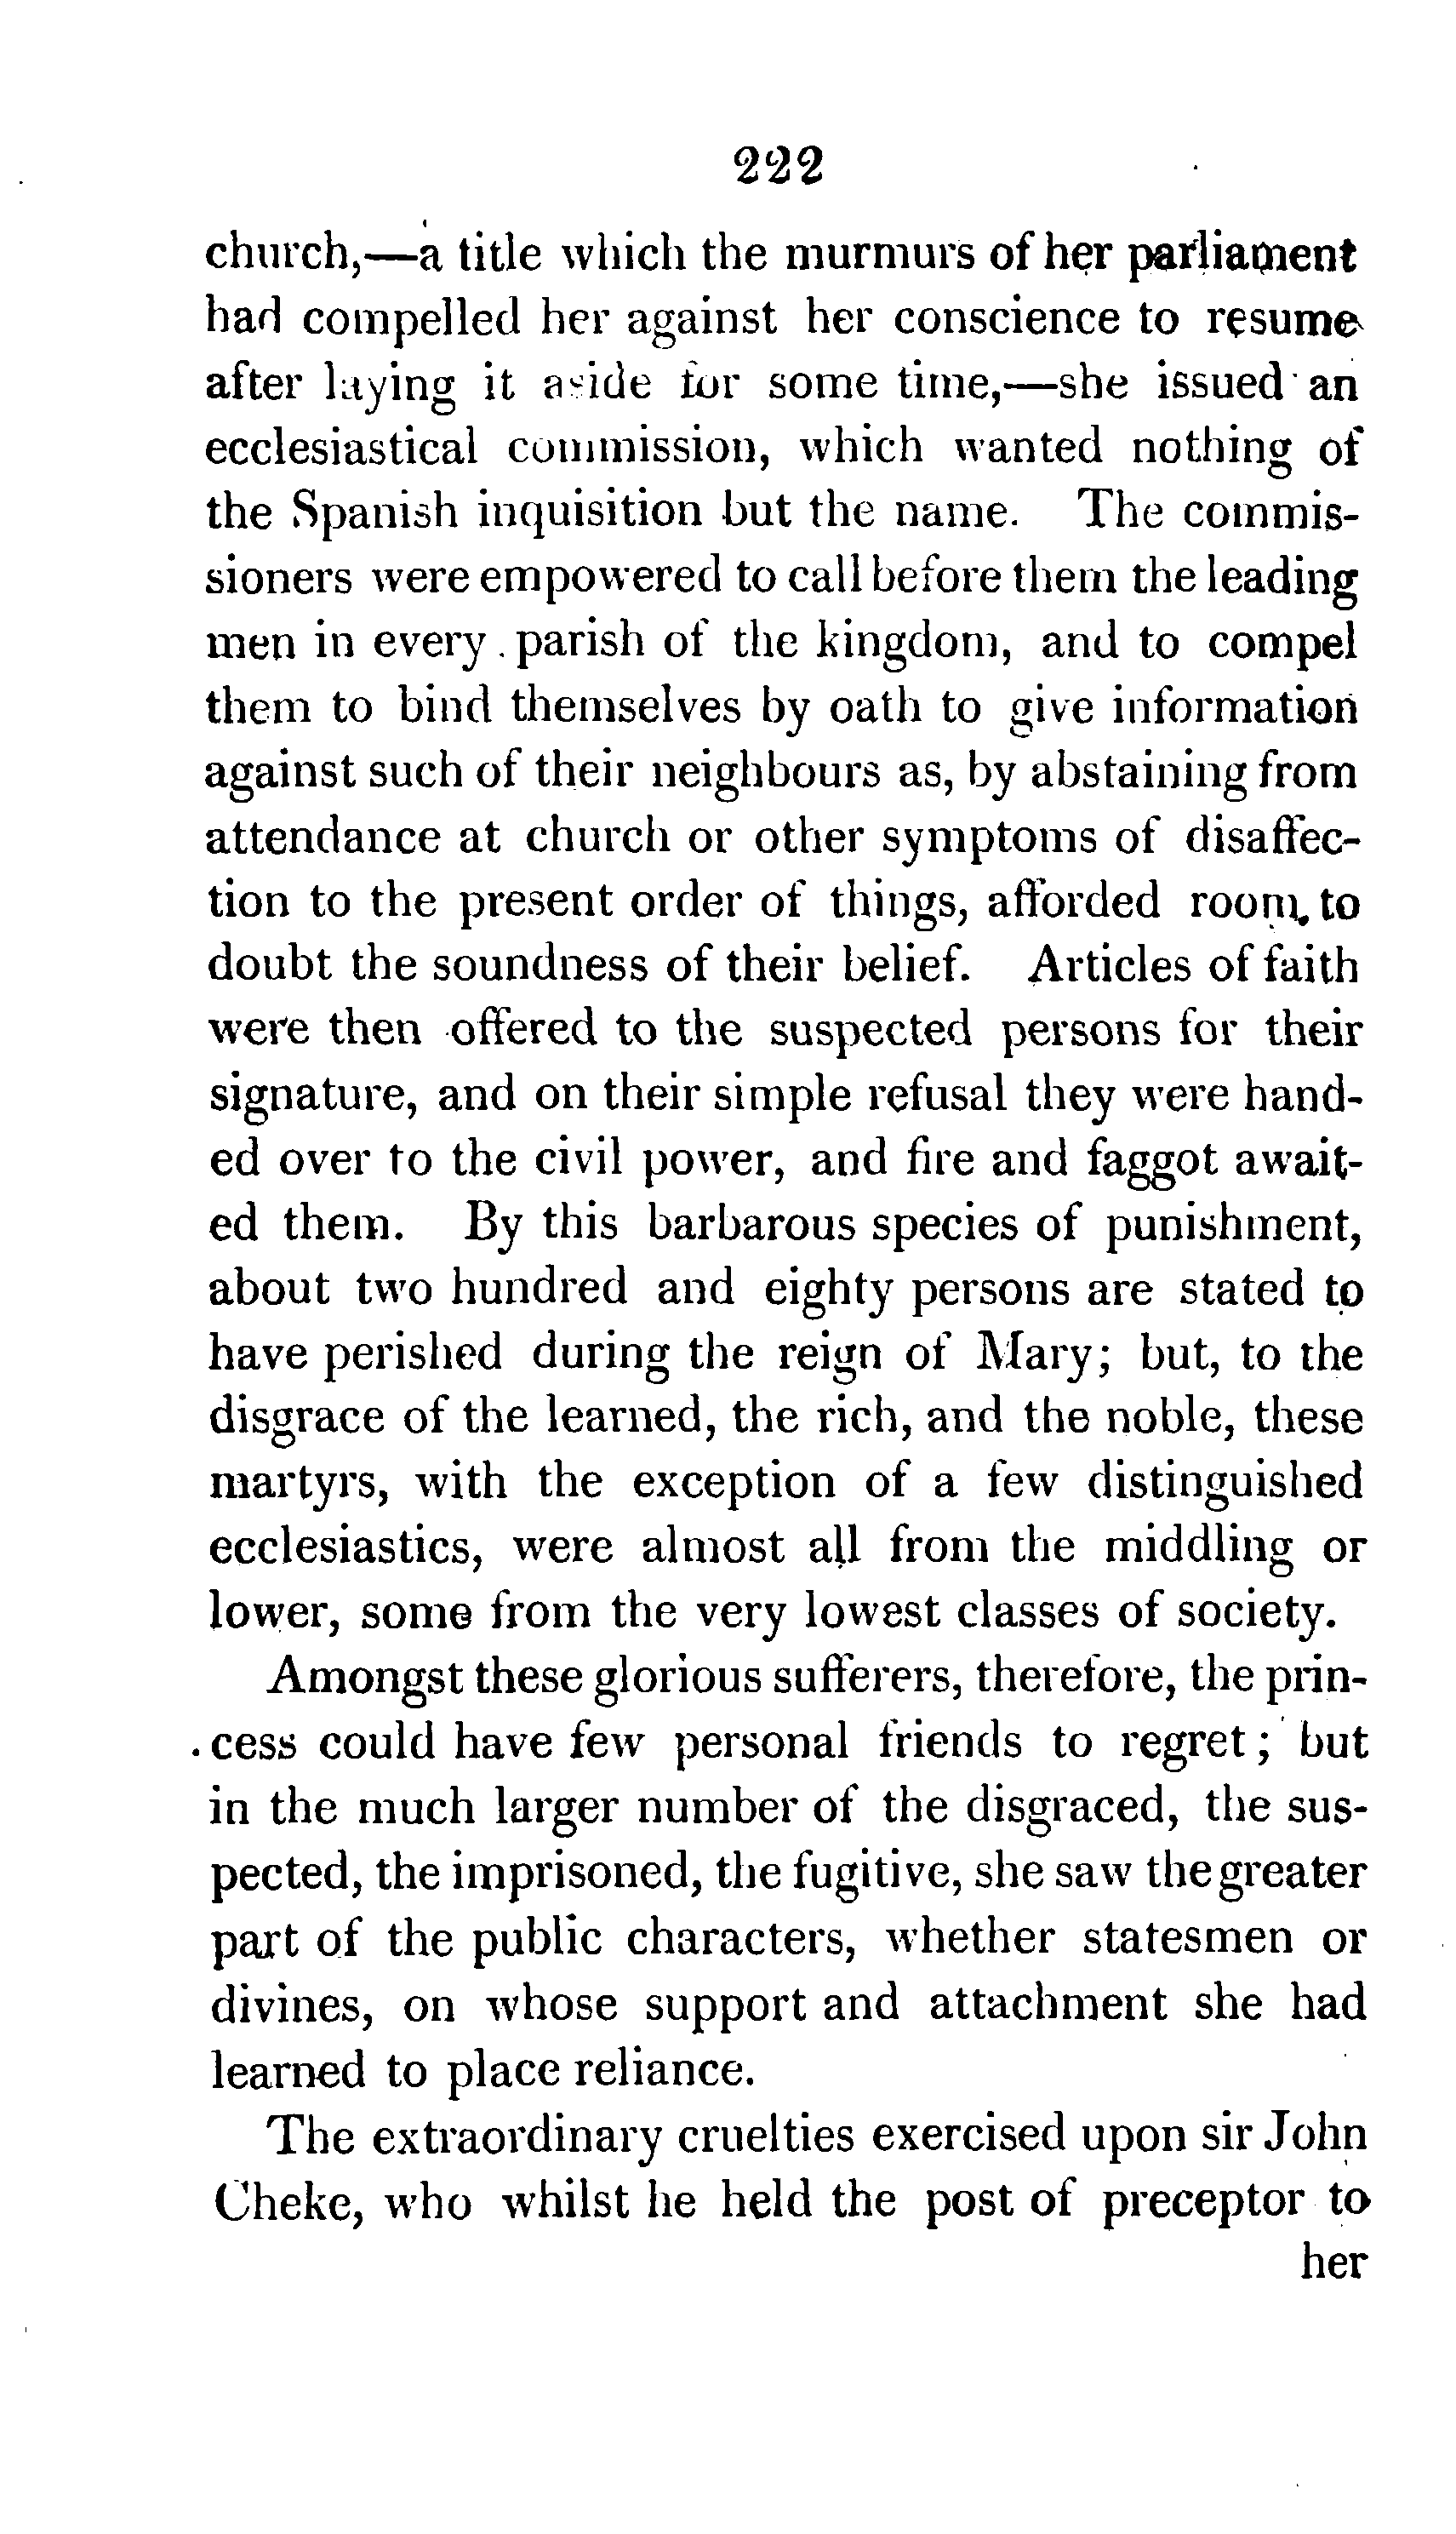 222
church,—a title which the murmurs of her parliament
had compelled her against her conscience to resume
after laying it aside for some time,—she issued an
ecclesiastical commission, which wanted nothing of
the Spanish inquisition but the name. The commis-
sioners were empowered to call before them the leading
men in every parish of the kingdom, and to compel
them to bind themselves by oath to give information
against such of their neighbours as, by abstaining from
attendance at church or other symptoms of disaffec-
tion to the present order of things, afforded room to
doubt the soundness of their belief. Articles of faith
were then offered to the suspected persons for their
signature, and on their simple refusal they were hand-
ed over to the civil power, and fire and faggot await-
ed them. By this barbarous species of punishment,
about two hundred and eighty persons are stated to
have perished during the reign of Mary; but, to the
disgrace of the learned, the rich, and the noble, these
martyrs, with the exception of a few distinguished
ecclesiastics, were almost all from the middling or
lower, some from the very lowest classes of society.
Amongst these glorious sufferers, therefore, the prin-
cess could have few personal friends to regret; but
in the much larger number of the disgraced, the sus-
pected, the imprisoned, the fugitive, she saw the greater
part of the public characters, whether statesmen or
divines, on whose support and attachment she had
learned to place reliance.
The extraordinary cruelties exercised upon sir John
Cheke, who whilst he held the post of preceptor to
her